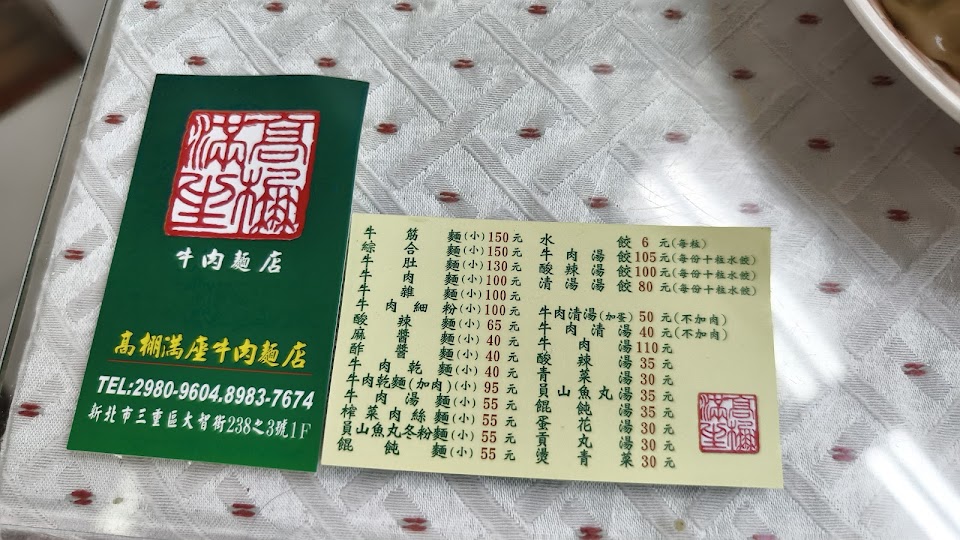 高棚
滿坐
牛肉麵店
高棚滿座牛肉麵店
TEL:2980-9604.8983-7674
新北市三重區大智街238之3號1F
牛筋麵(小)150元
綜合麵(小)150元
牛肚麵(小)130元
牛肉麵(小)100元
牛雜麵(小)100元
牛肉細粉(小)100元
酸辣麵(小)65元
麻醬麵(小)40元
酢醬麵(小)40元
牛肉乾麵(小)40元
牛肉乾麵(加肉)(小)95元
牛肉湯麵(小)55元
榨菜肉絲麵(小)55元
員山魚丸冬粉麵(小)55元
餛飩麵(小)55元
水餃6元(每粒)
牛肉湯餃105元(每份十粒水餃)
酸辣湯餃100元(每份十粒水餃)
清湯湯餃80元(每份十粒水餃)
牛肉清湯(加蛋)50元(不加肉)
牛肉清湯40元(不加肉)
牛肉湯110元
酸辣湯35元
青菜湯30元
員山魚丸湯35元
餛飩湯35元
蛋花湯30元
貢丸湯30元
燙青菜30元
高棚
滿坐